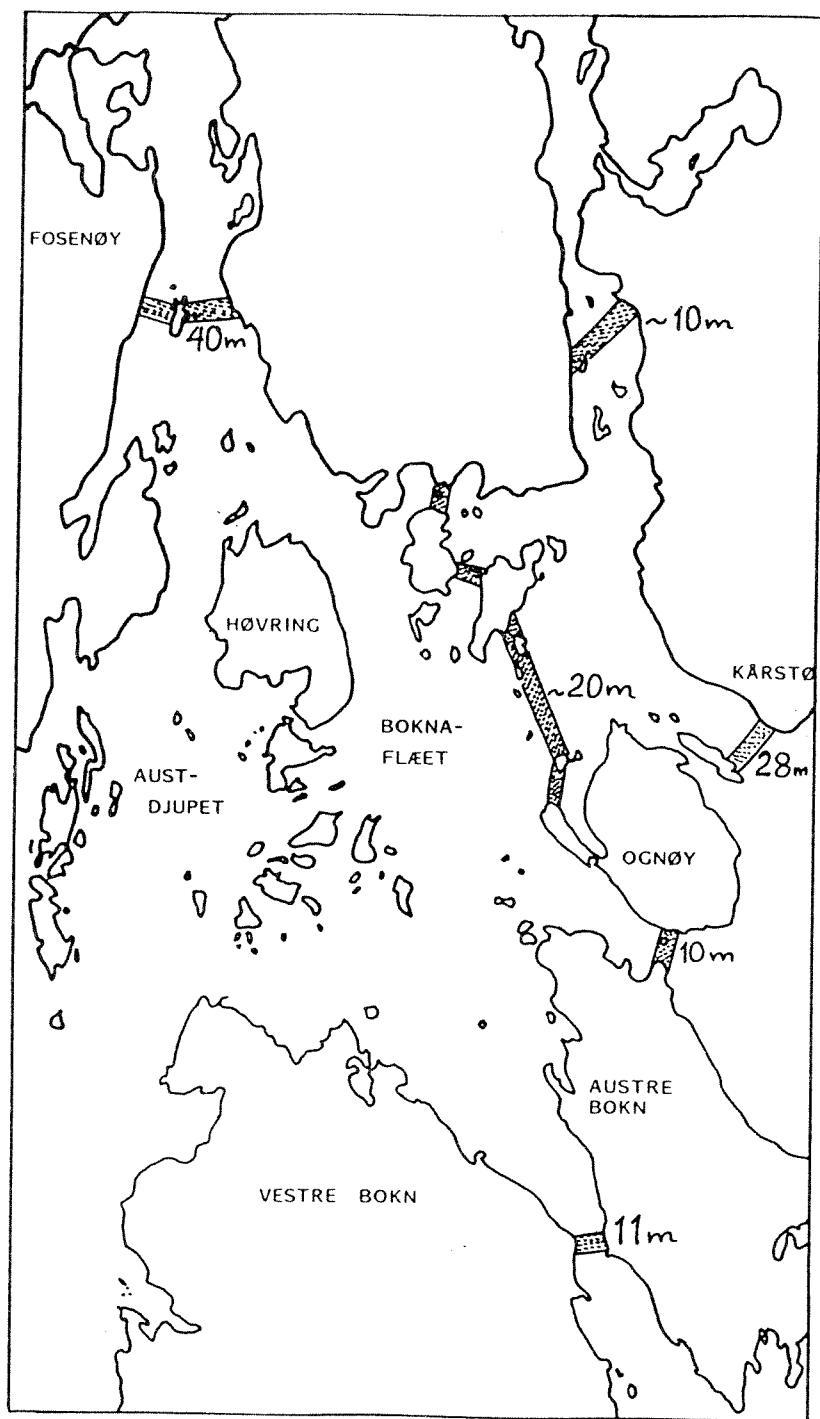 FOSENØY
40m
~10m
HØVRING
KÅRSTØ
~20m
BOKNA-
FLÆET
28m
AUST-
DJUPET
OGNØY
10m
AUSTRE
BOKN
VESTRE BOKN
11m